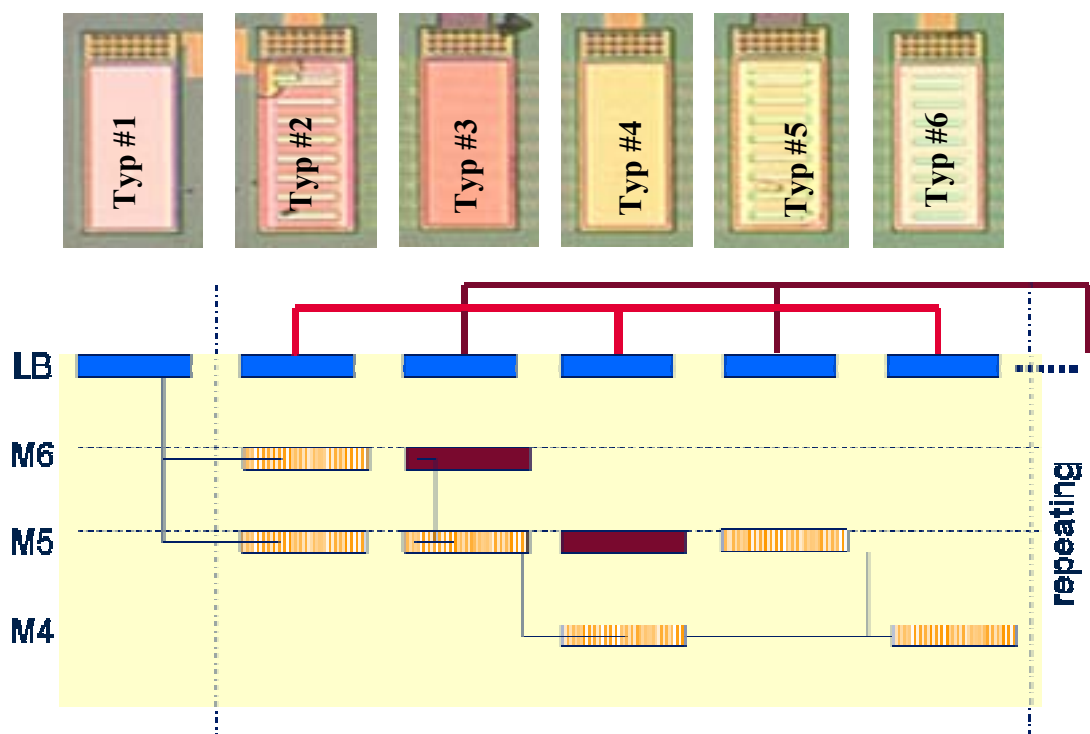 Typ #1
Typ #2
Typ #3
Typ #4
Typ #5
Typ #6
LB
M6
M5
M4
repeating